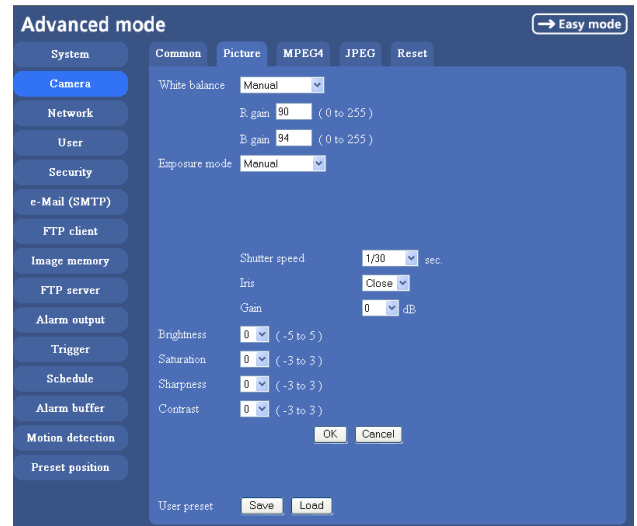 Advanced mode
→ Easy mode
System
Camera
Network
User
Security
e-Mail (SMTP)
FTP client
Image memory
FTP server
Alarm output
Trigger
Schedule
Alarm buffer
Motion detection
Preset position
Common Picture MPEG4 JPEG Reset
White balance Manual
R gain 90 ( 0 to 255 )
B gain 94 ( 0 to 255 )
Exposure mode Manual
Shutter speed 1/30 sec.
Iris Close
Gain 0 dB
Brightness 0 ( -5 to 5 )
Saturation 0 ( -3 to 3 )
Sharpness 0 ( -3 to 3 )
Contrast 0 ( -3 to 3 )
OK Cancel
User preset Save Load